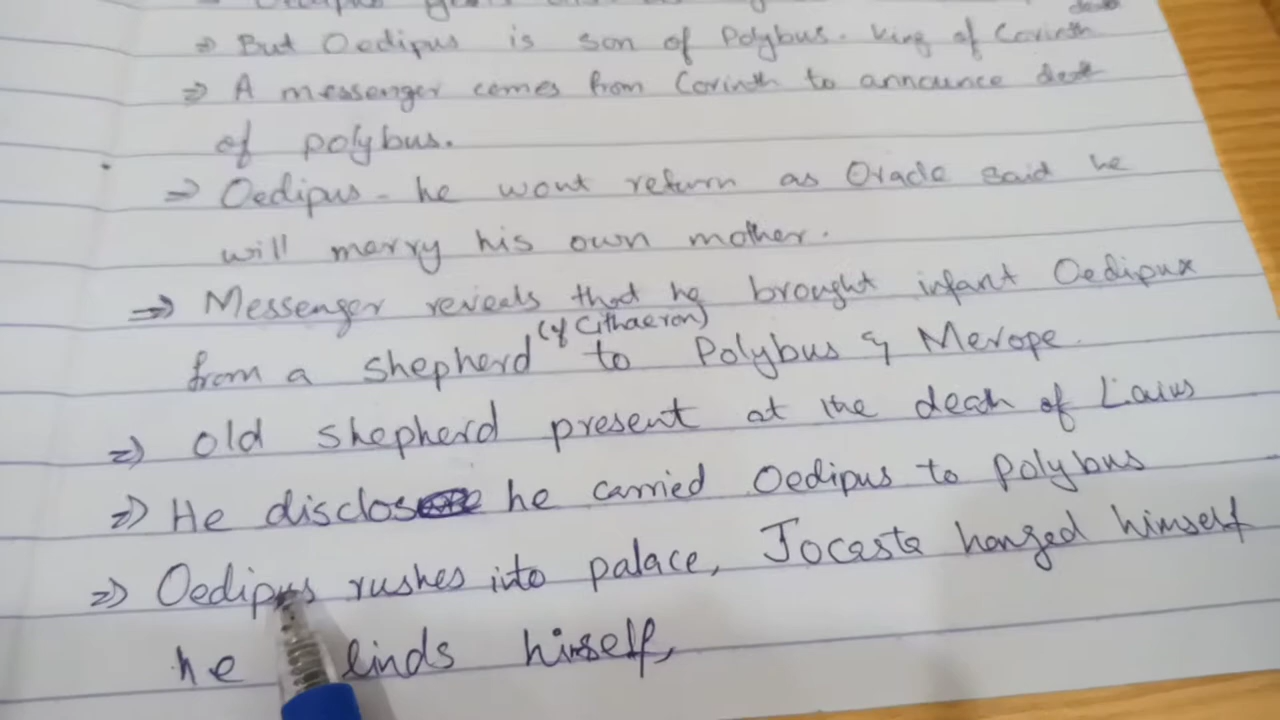 ⇒ But Oedipus is son of Polybus. King of Corinth
⇒ A messenger comes from Corinth to announce death
of polybus.
⇒ Oedipus - he wont return as Oracle said he
will marry his own mother.
⇒ Messenger reveals that he brought infant Oedipux
(of Cithaeron)
from a shepherd to Polybus & Merope.
⇒ Old shepherd present at the death of Laius
⇒ He disclos he carried Oedipus to Polybus
⇒ Oedipus rushes into palace, Jocasta hanged himself
he himself,